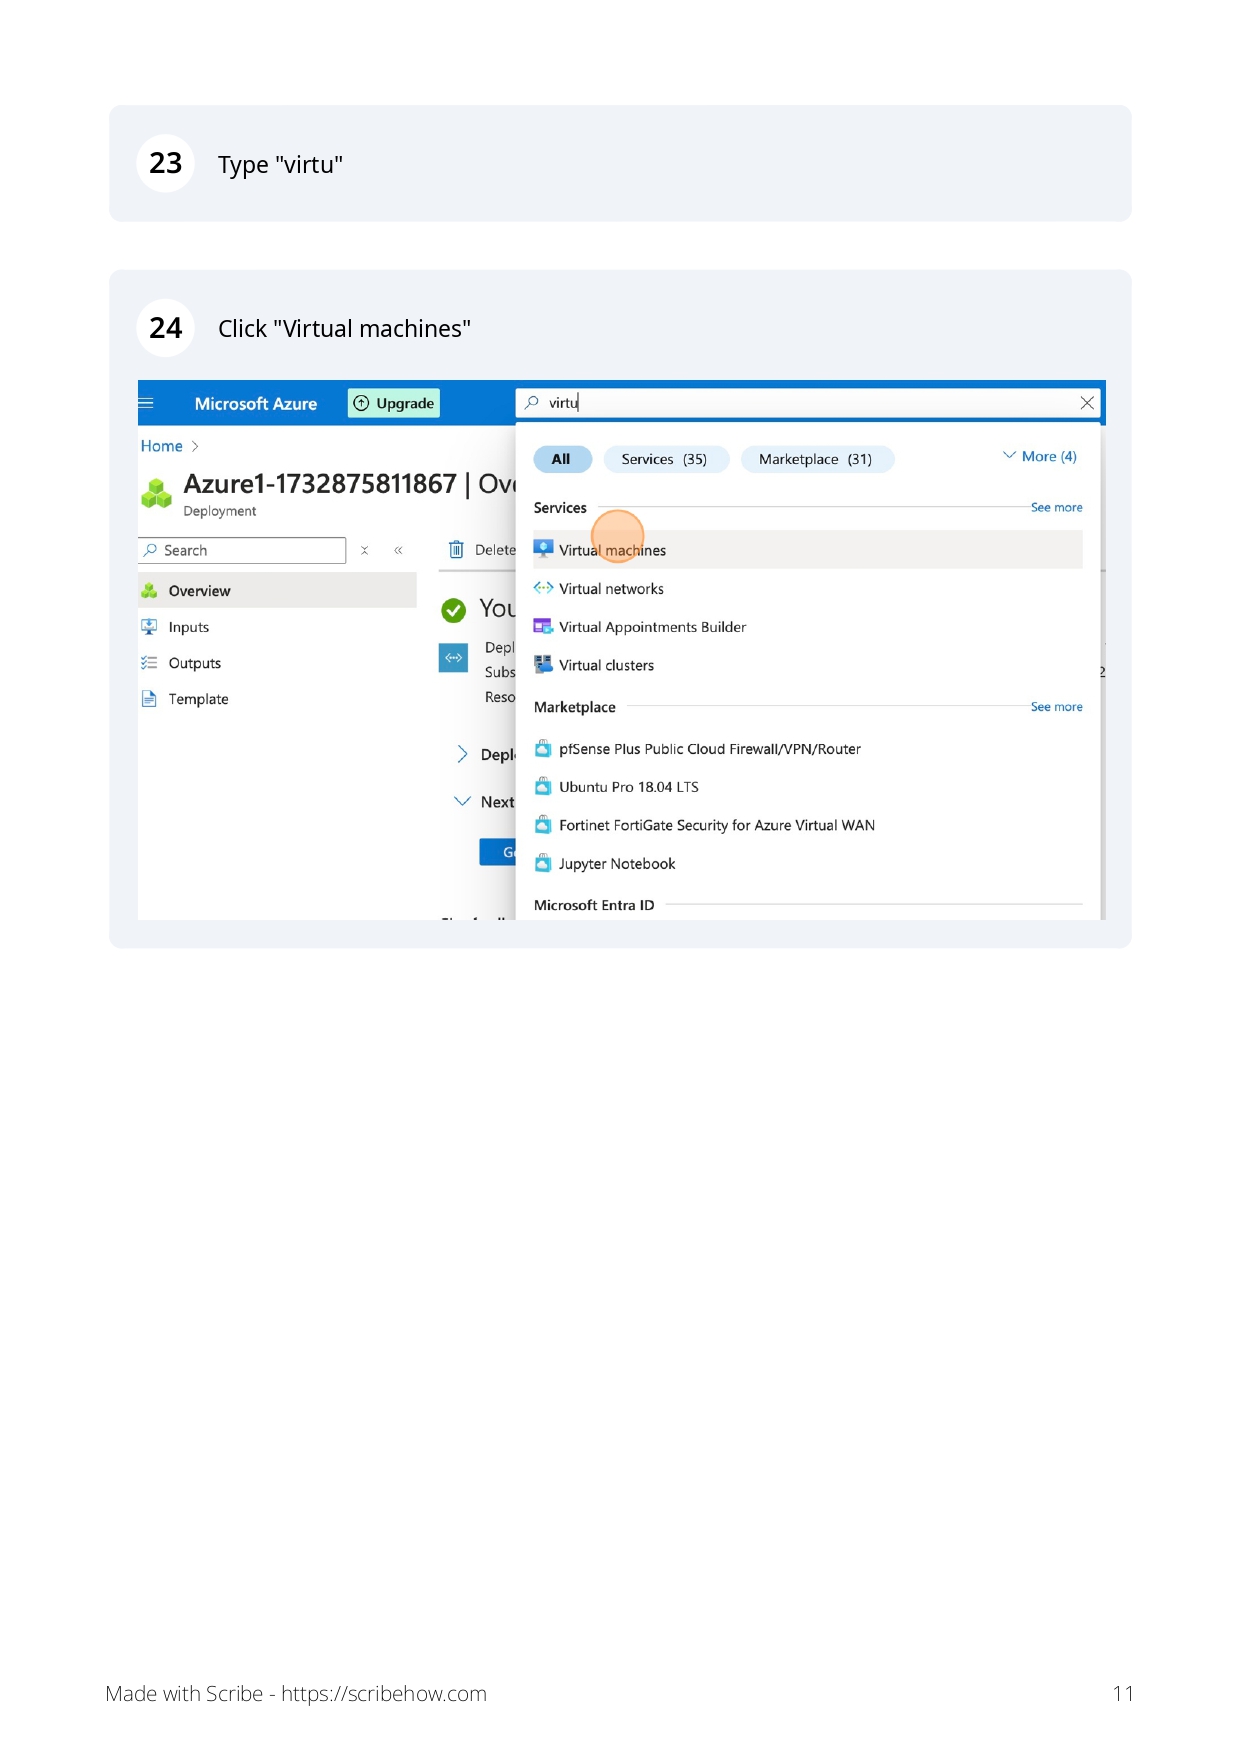 23 Type "virtu"
24 Click "Virtual machines"
Microsoft Azure Upgrade virtu
Home
Azure1-1732875811867 | Ov
Deployment
Search
Overview
Inputs
Outputs
Template
Delete
You
Depl
Subs
Reso
Depl
Next
G
All Services (35) Marketplace (31) More (4)
Services See more
Virtual machines
Virtual networks
Virtual Appointments Builder
Virtual clusters
Marketplace See more
pfSense Plus Public Cloud Firewall/VPN/Router
Ubuntu Pro 18.04 LTS
Fortinet FortiGate Security for Azure Virtual WAN
Jupyter Notebook
Microsoft Entra ID
2
Made with Scribe - https://scribehow.com 11